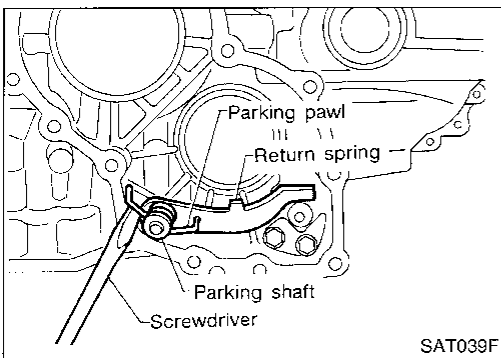 Parking pawl
Return spring
Parking shaft
Screwdriver
SAT039F